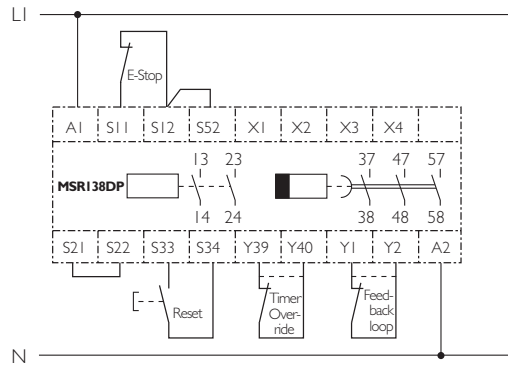 L1
E-Stop
A1 S11 S12 S52 X1 X2 X3 X4
13 23 37 47 57
MSR138DP
14 24 38 48 58
S21 S22 S33 S34 Y39 Y40 Y1 Y2 A2
Reset
Timer
Over-
ride
Feed-
back
loop
N